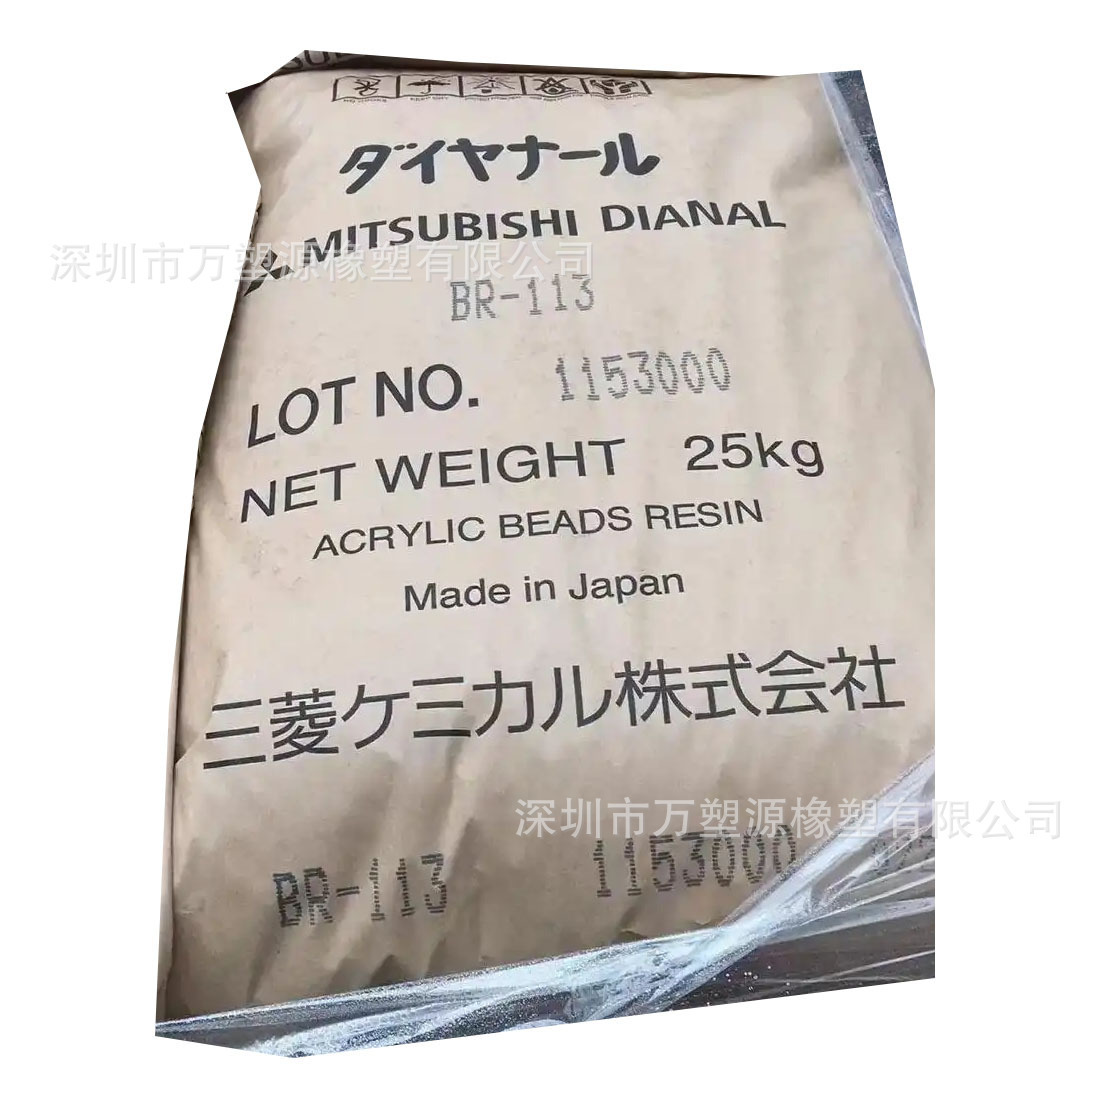 ダイヤナール
MITSUBISHI DIANAL
深圳市万塑源橡塑有限公司
BR-113
LOT NO. 1153000
NET WEIGHT 25kg
ACRYLIC BEADS RESIN
Made in Japan
三菱ケミカル株式会社
深圳市万塑源橡塑有限公司
BR-113 1153000